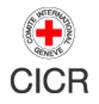 COMITE INTERNATIONAL
GENEVE
CICR